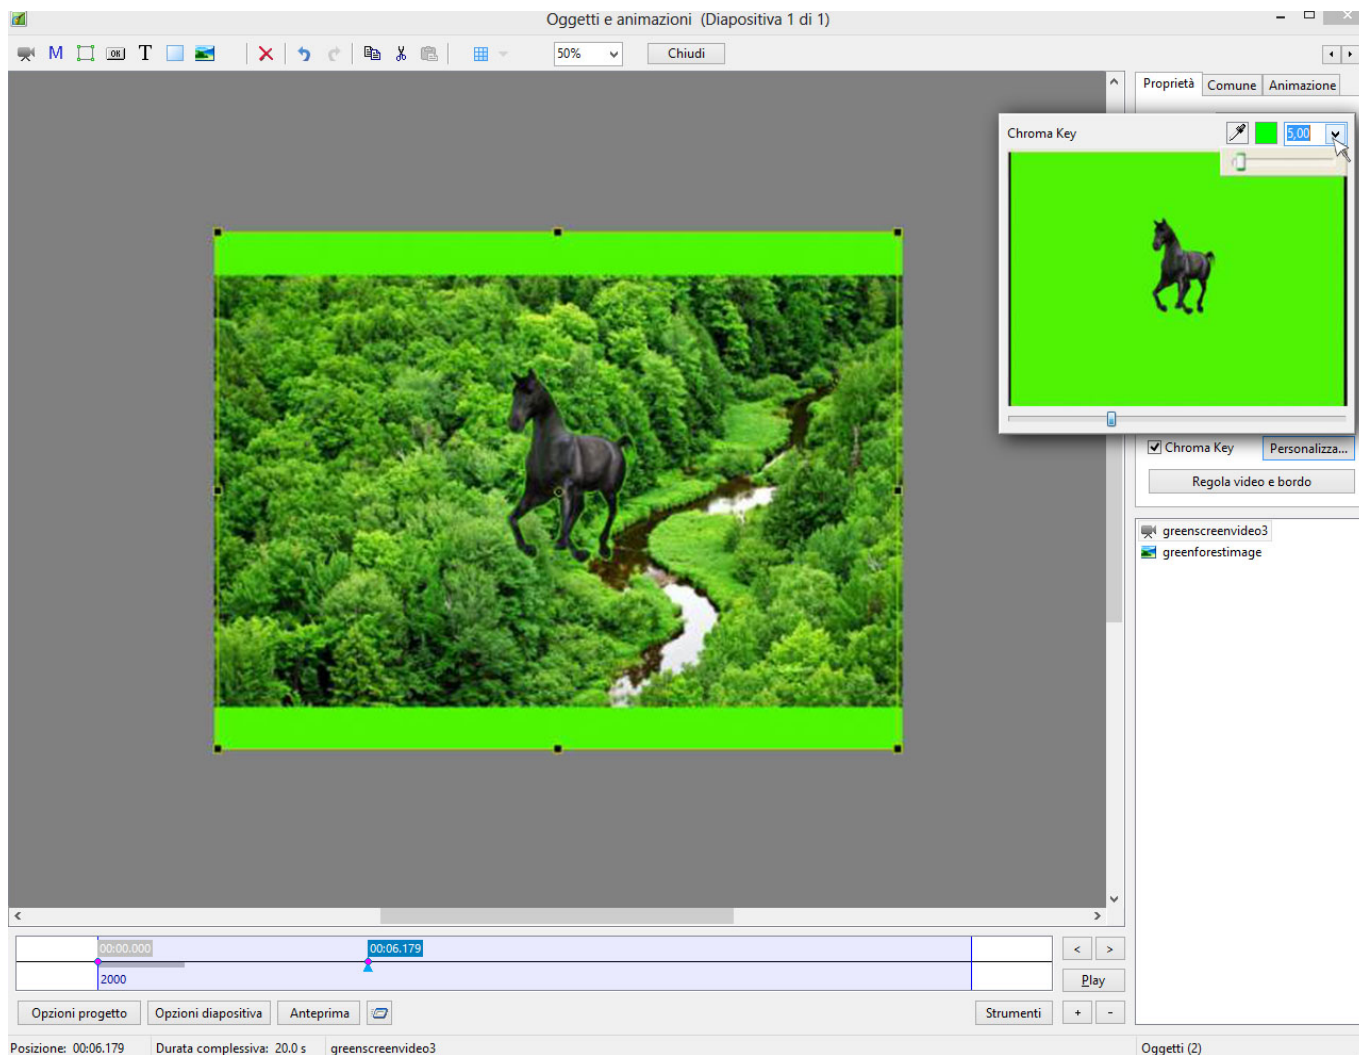 Oggetti e animazioni (Diapositiva 1 di 1)
M OK T 50% Chiudi
Proprietà Comune Animazione
Chroma Key 5,00
Chroma Key Personalizza...
Regola video e bordo
greenscreenvideo3
greenforestimage
00:00.000 00:06.179
2000
< >
Play
Opzioni progetto Opzioni diapositiva Anteprima Strumenti + -
Posizione: 00:06.179 Durata complessiva: 20.0 s greenscreenvideo3 Oggetti (2)